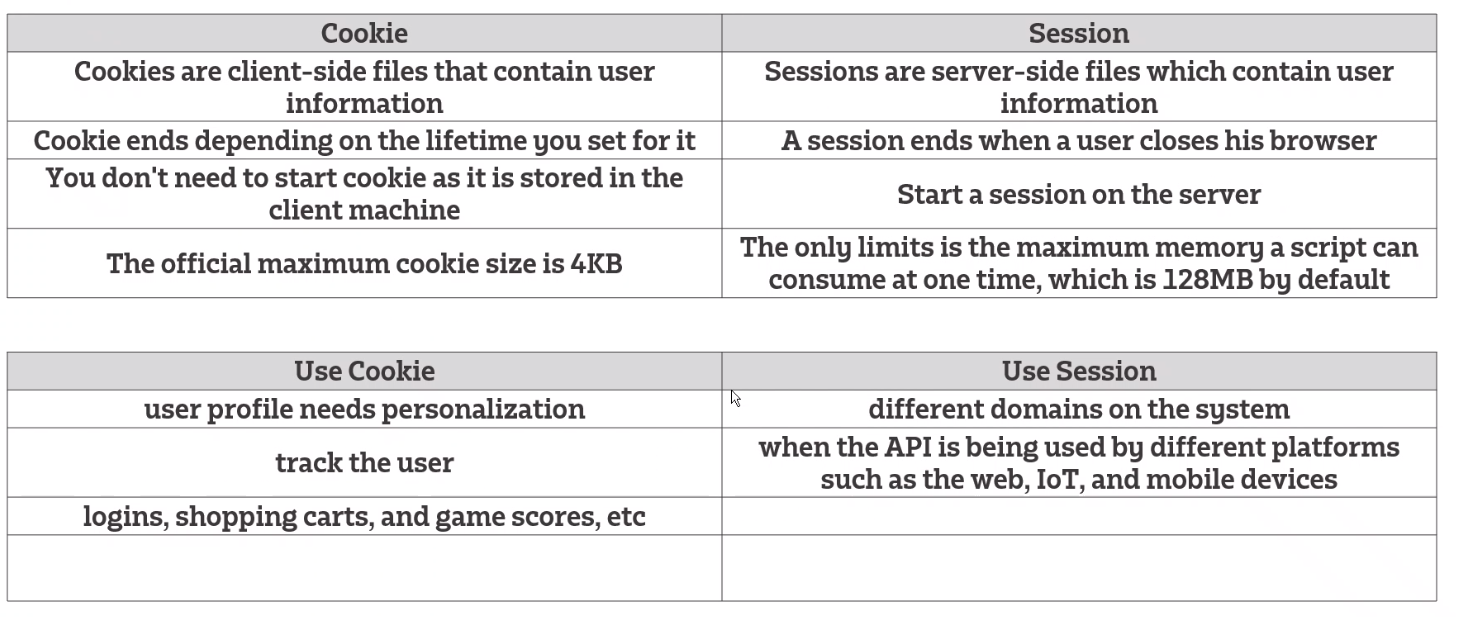 Cookie
Session
Cookies are client-side files that contain user
information
Sessions are server-side files which contain user
information
Cookie ends depending on the lifetime you set for it
A session ends when a user closes his browser
You don't need to start cookie as it is stored in the
client machine
Start a session on the server
The official maximum cookie size is 4KB
The only limits is the maximum memory a script can
consume at one time, which is 128MB by default
Use Cookie
Use Session
user profile needs personalization
different domains on the system
track the user
when the API is being used by different platforms
such as the web, IoT, and mobile devices
logins, shopping carts, and game scores, etc